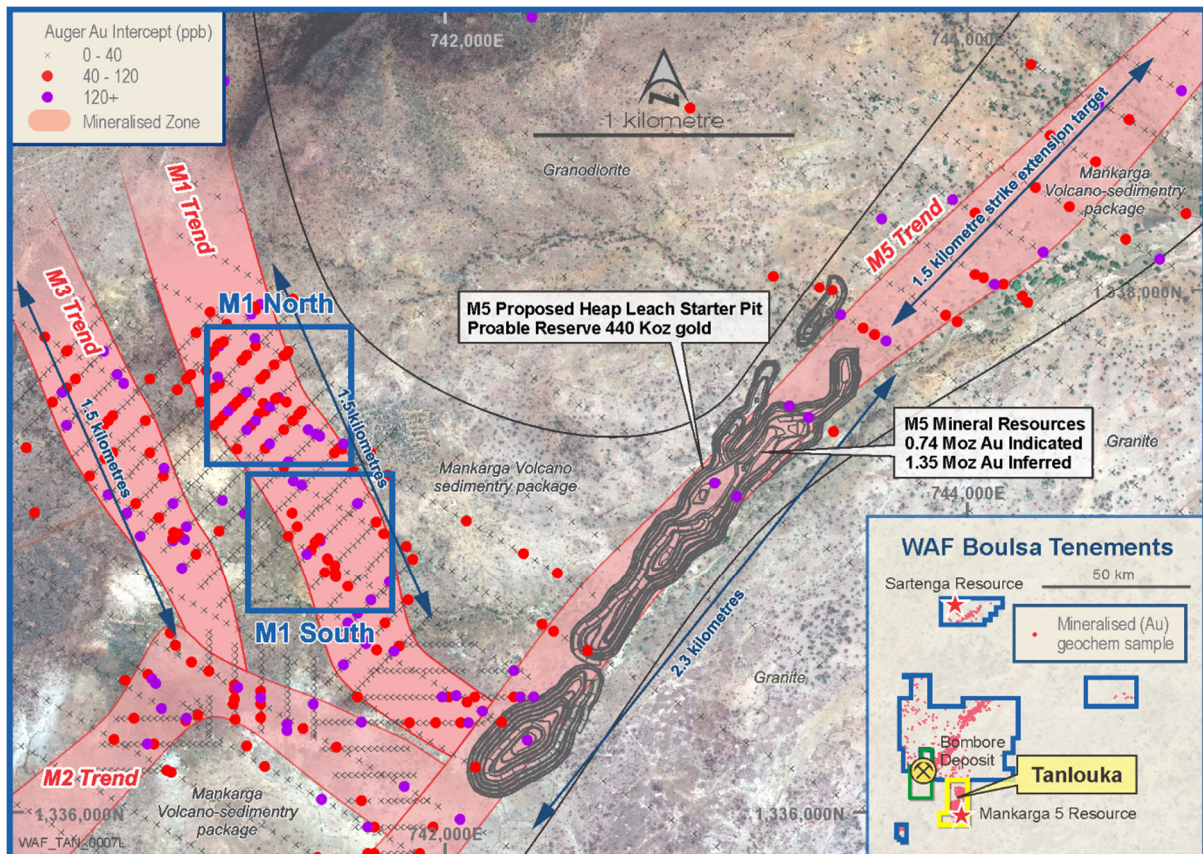 Auger Au Intercept (ppb)
0 - 40
40 - 120
120+
Mineralised Zone
742,000E
744,000E
1 kilometre
Granodiorite
M1 Trend
M3 Trend
M1 North
1.5 kilometres
1.5 kilometres
M5 Trend
1.5 kilometre strike extension target
Mankarga
Volcano-sedimentry
package
1,338,000N
M5 Proposed Heap Leach Starter Pit
Proable Reserve 440 Koz gold
M5 Mineral Resources
0.74 Moz Au Indicated
1.35 Moz Au Inferred
Granite
Mankarga Volcano
sedimentry package
744,000E
M1 South
2.3 kilometres
Granite
M2 Trend
Mankarga
Volcano-sedimentry
package
1,336,000N
742,000E
1,336,000N
WAF_TAN_0007L
WAF Boulsa Tenements
Sartenga Resource
50 km
Mineralised (Au)
geochem sample
Bombore
Deposit
Tanlouka
Mankarga 5 Resource